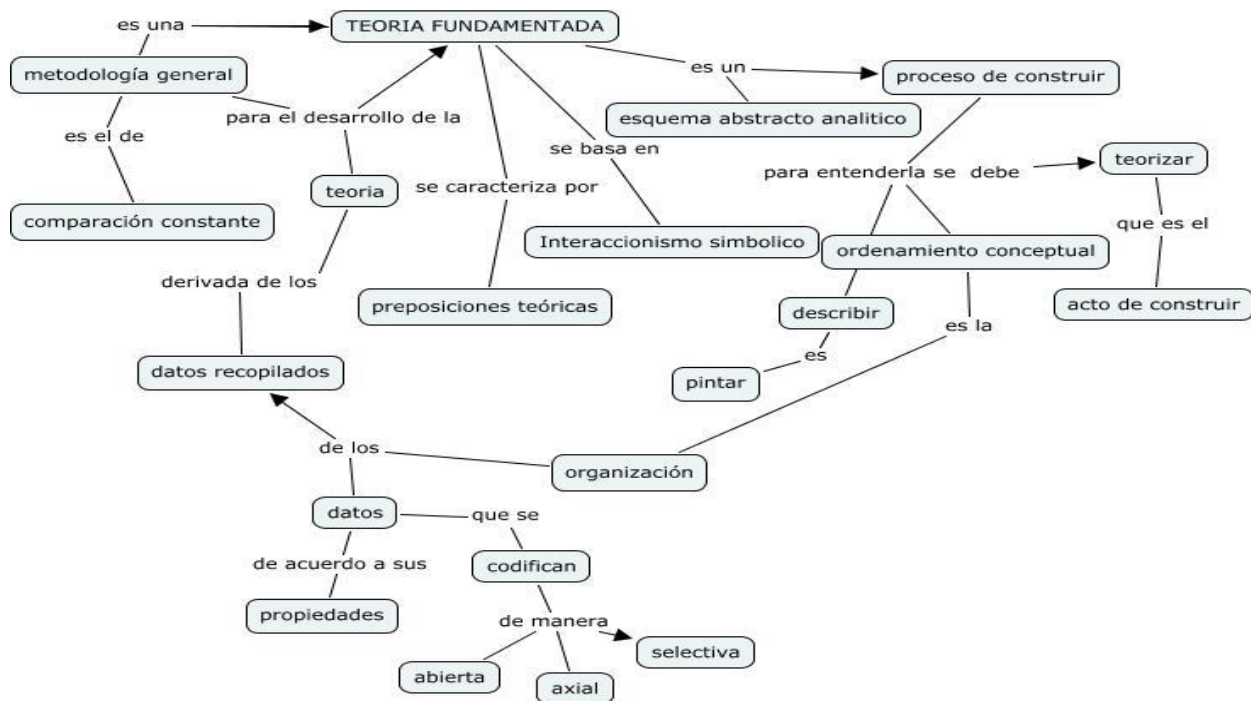 es una
TEORIA FUNDAMENTADA
metodología general
es un
proceso de construir
para el desarrollo de la
esquema abstracto analitico
es el de
se basa en
teorizar
para entenderla se debe
teoria
se caracteriza por
comparación constante
que es el
Interaccionismo simbolico
ordenamiento conceptual
derivada de los
preposiciones teóricas
describir
acto de construir
es la
es
datos recopilados
pintar
de los
organización
datos
que se
de acuerdo a sus
codifican
propiedades
de manera
selectiva
abierta
axial